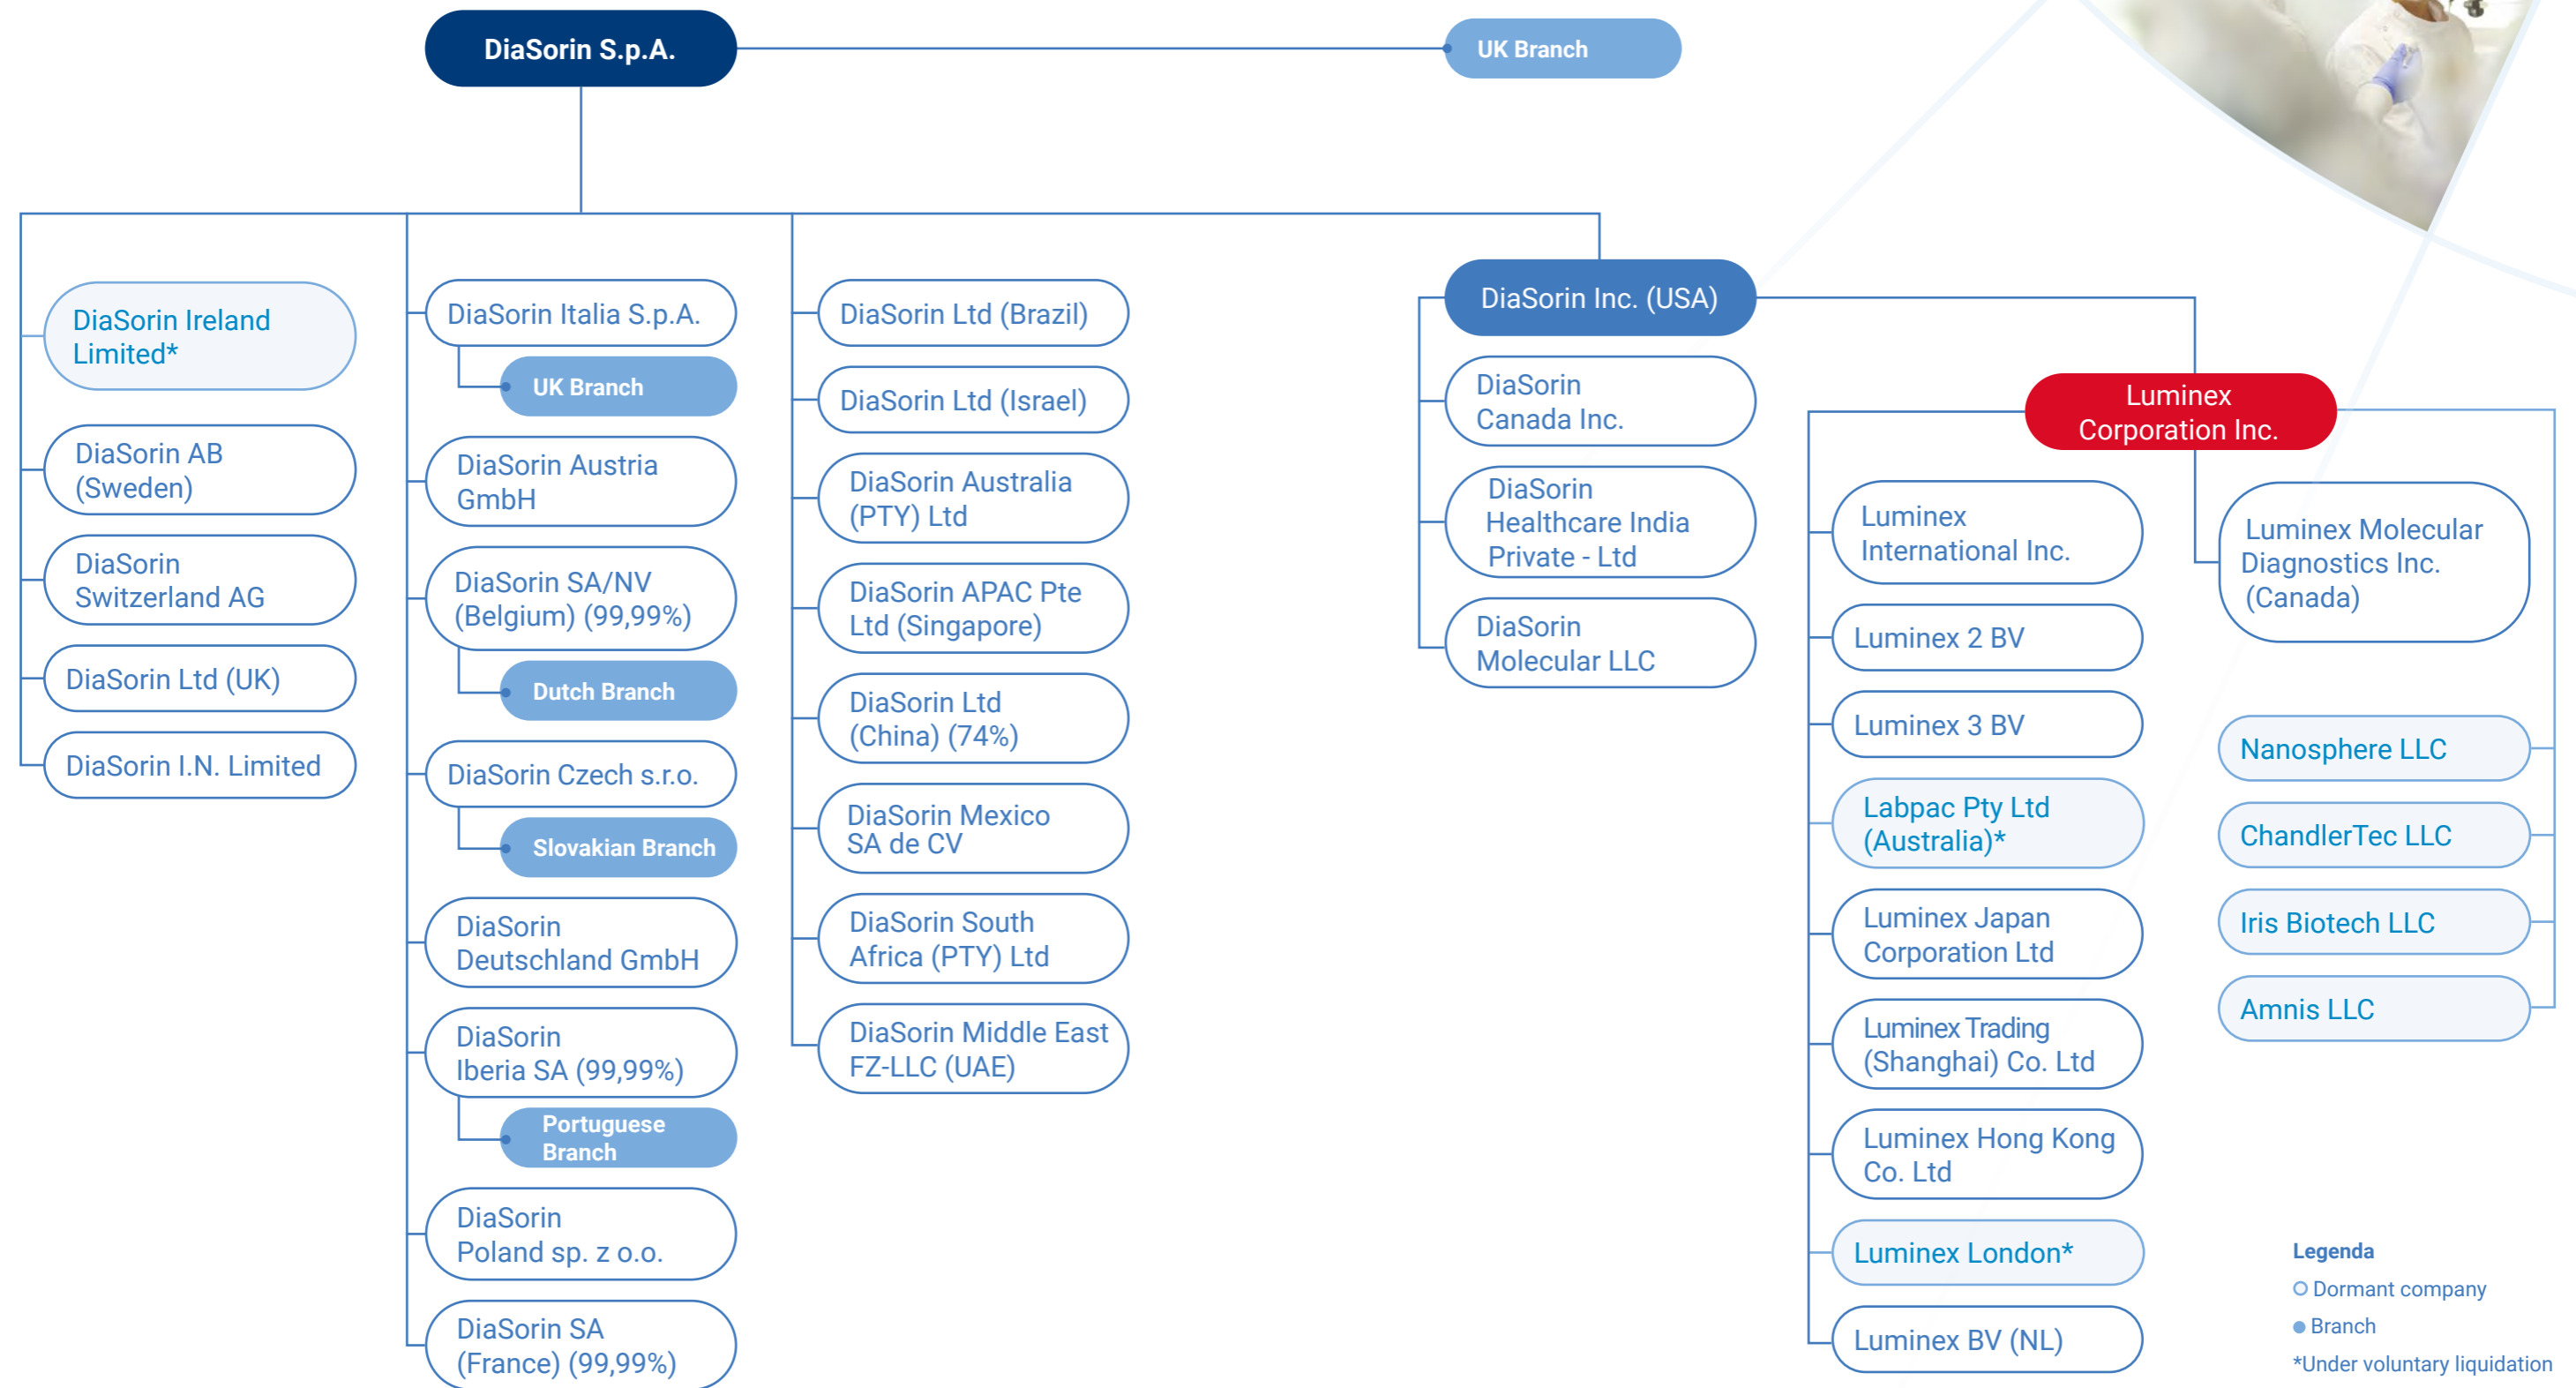 DiaSorin S.p.A.
UK Branch
DiaSorin Ireland
Limited*
DiaSorin AB
(Sweden)
DiaSorin
Switzerland AG
DiaSorin Ltd (UK)
DiaSorin I.N. Limited
DiaSorin Italia S.p.A.
UK Branch
DiaSorin Austria
GmbH
DiaSorin SA/NV
(Belgium) (99,99%)
Dutch Branch
DiaSorin Czech s.r.o.
Slovakian Branch
DiaSorin
Deutschland GmbH
DiaSorin
Iberia SA (99,99%)
Portuguese
Branch
DiaSorin
Poland sp. z o.o.
DiaSorin SA
(France) (99,99%)
DiaSorin Ltd (Brazil)
DiaSorin Ltd (Israel)
DiaSorin Australia
(PTY) Ltd
DiaSorin APAC Pte
Ltd (Singapore)
DiaSorin Ltd
(China) (74%)
DiaSorin Mexico
SA de CV
DiaSorin South
Africa (PTY) Ltd
DiaSorin Middle East
FZ-LLC (UAE)
DiaSorin Inc. (USA)
DiaSorin
Canada Inc.
DiaSorin
Healthcare India
Private - Ltd
DiaSorin
Molecular LLC
Luminex
Corporation Inc.
Luminex
International Inc.
Luminex 2 BV
Luminex 3 BV
Labpac Pty Ltd
(Australia)*
Luminex Japan
Corporation Ltd
Luminex Trading
(Shanghai) Co. Ltd
Luminex Hong Kong
Co. Ltd
Luminex London*
Luminex BV (NL)
Luminex Molecular
Diagnostics Inc.
(Canada)
Nanosphere LLC
ChandlerTec LLC
Iris Biotech LLC
Amnis LLC
Legenda
Dormant company
Branch
*Under voluntary liquidation